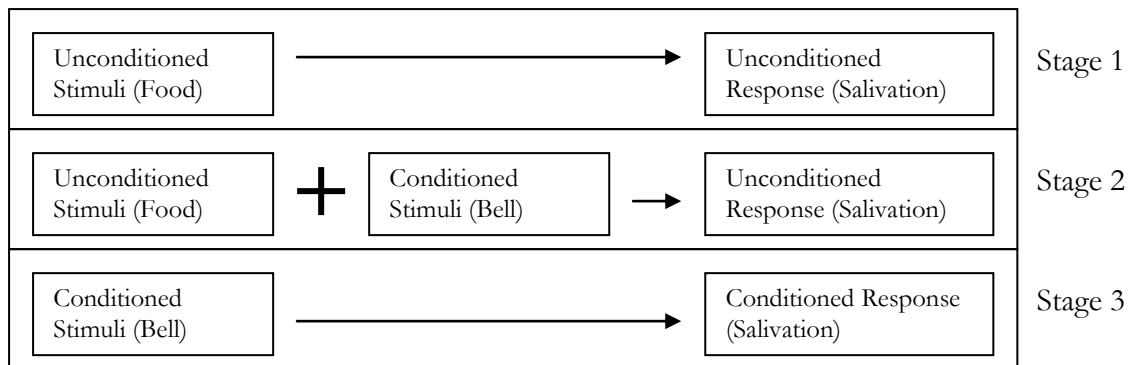 Unconditioned
Stimuli (Food)
Unconditioned
Response (Salivation)
Stage 1
Unconditioned
Stimuli (Food)
+
Conditioned
Stimuli (Bell)
Unconditioned
Response (Salivation)
Stage 2
Conditioned
Stimuli (Bell)
Conditioned Response
(Salivation)
Stage 3